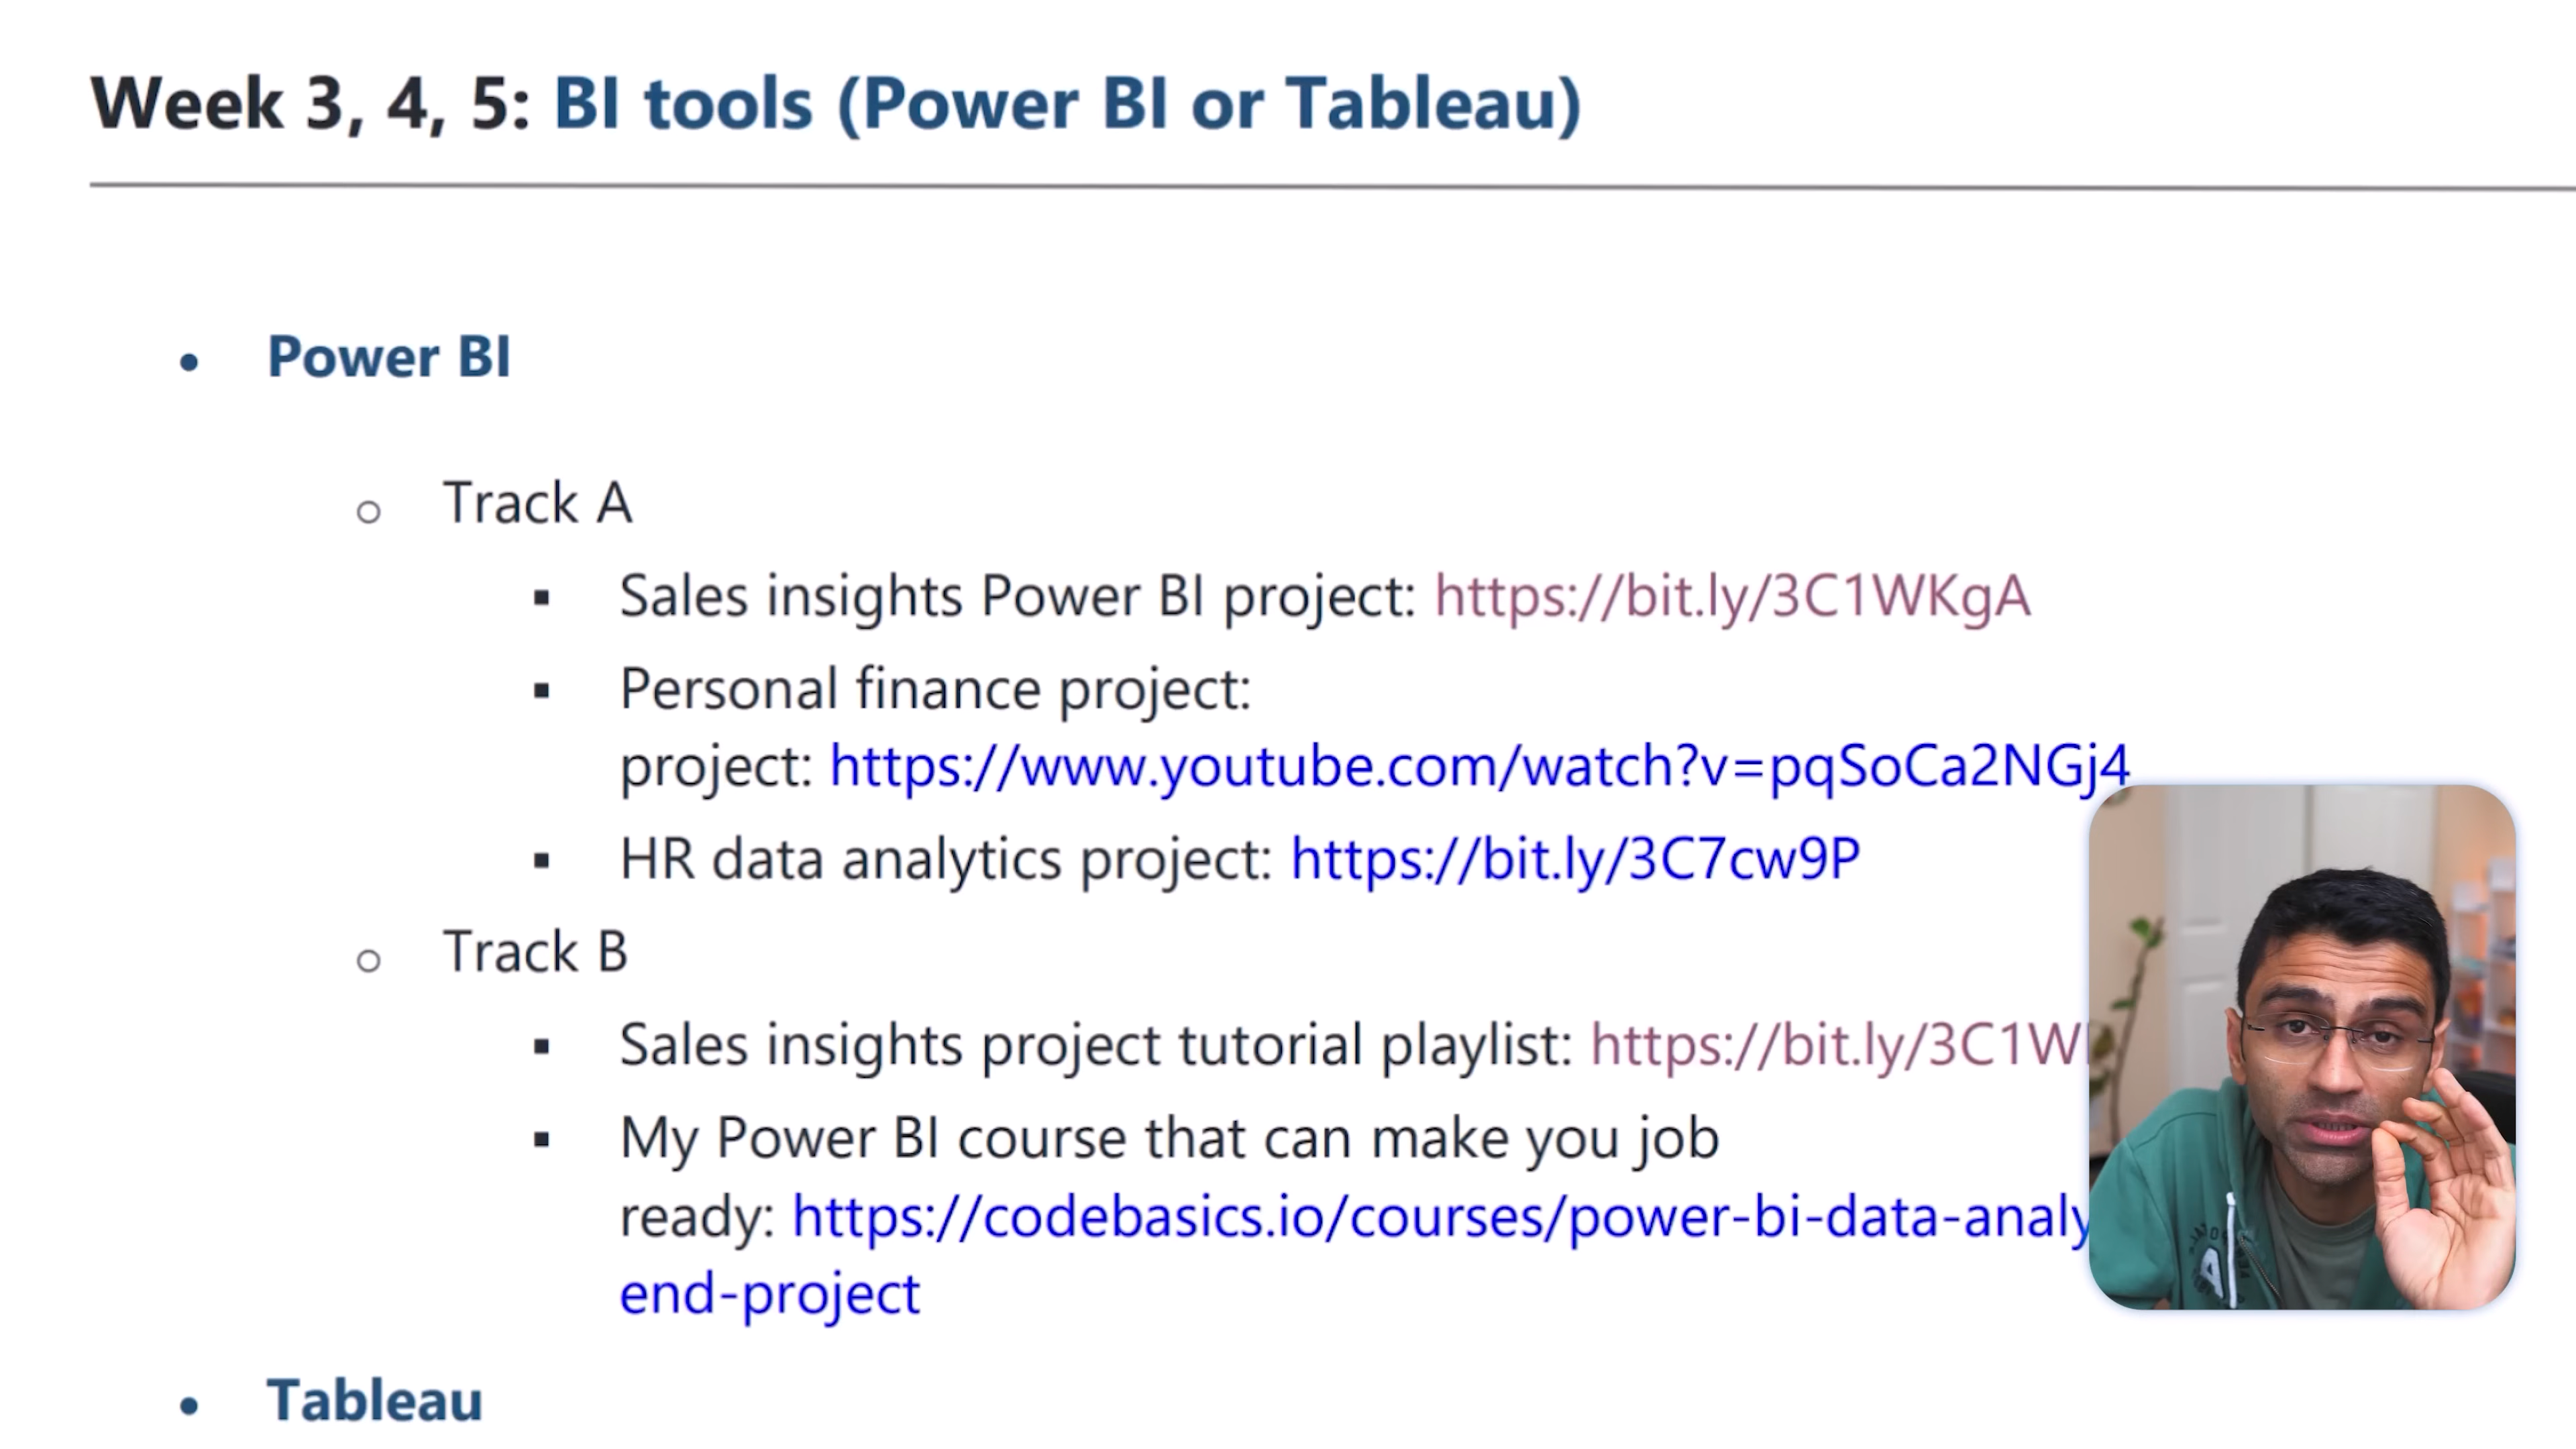 Week 3, 4, 5: BI tools (Power BI or Tableau)
• Power BI
○ Track A
▪ Sales insights Power BI project: https://bit.ly/3C1WKgA
▪ Personal finance project:
project: https://www.youtube.com/watch?v=pqSoCa2NGj4
▪ HR data analytics project: https://bit.ly/3C7cw9P
○ Track B
▪ Sales insights project tutorial playlist: https://bit.ly/3C1W
▪ My Power BI course that can make you job
ready: https://codebasics.io/courses/power-bi-data-analy
end-project
• Tableau